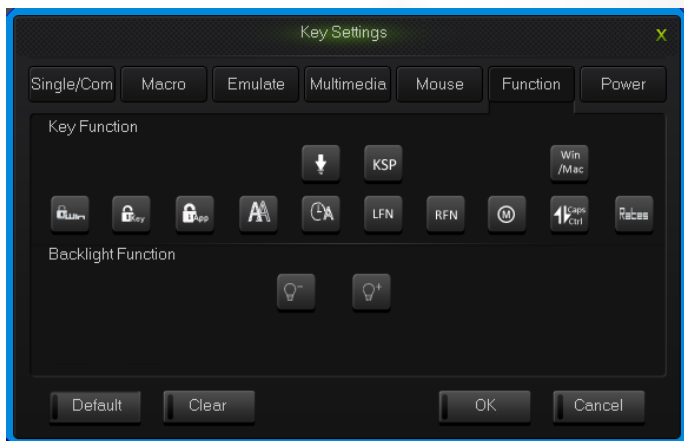 Key Settings
X
Single/Com Macro Emulate Multimedia Mouse Function Power
Key Function
KSP
Win
/Mac
Win Key App A A A LFN RFN M Caps
Ctrl
Rates
Backlight Function
Default Clear OK Cancel